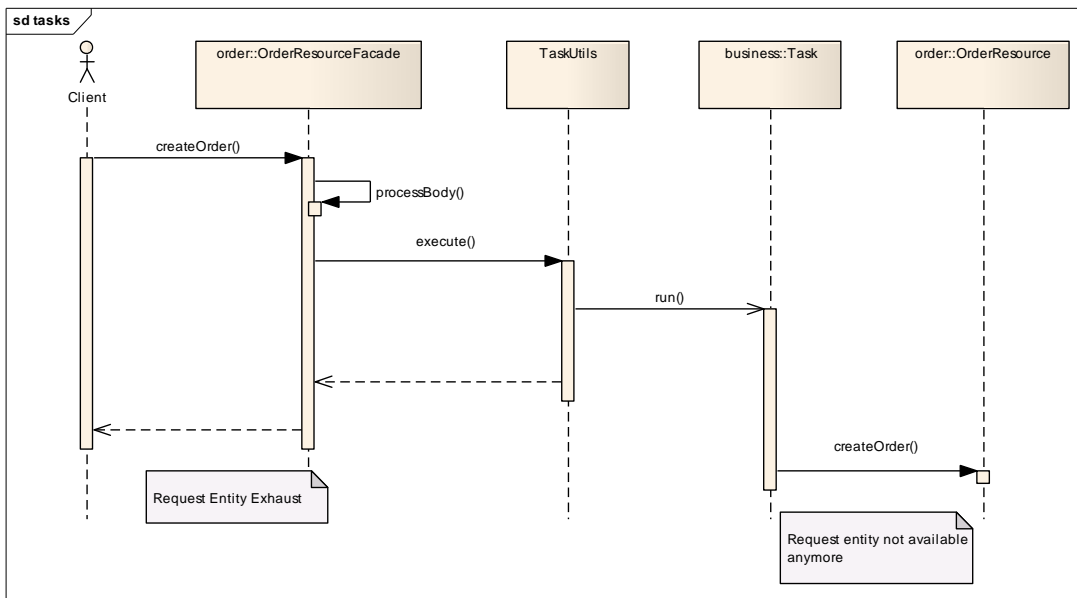 sd tasks
Client
order::OrderResourceFacade
TaskUtils
business::Task
order::OrderResource
createOrder()
processBody()
execute()
run()
createOrder()
Request Entity Exhaust
Request entity not available
anymore